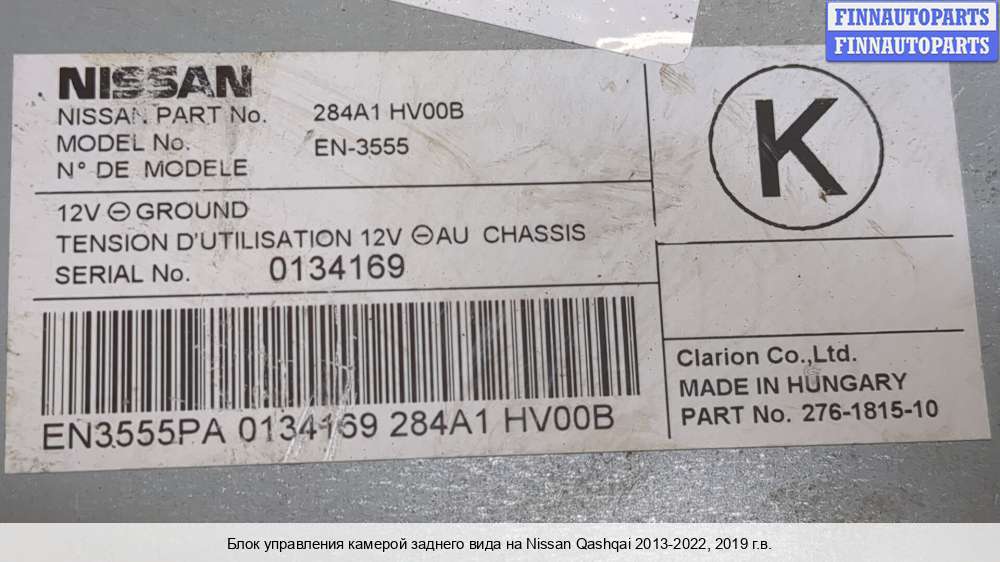 FINNAUTOPARTS
FINNAUTOPARTS
NISSAN
NISSAN PART No. 284A1 HV00B
MODEL No. EN-3555
N° DE MODELE
12V ⊖ GROUND
TENSION D'UTILISATION 12V ⊖ AU CHASSIS
SERIAL No. 0134169
EN3555PA 0134169 284A1 HV00B
K
Clarion Co.,Ltd.
MADE IN HUNGARY
PART No. 276-1815-10
Блок управления камерой заднего вида на Nissan Qashqai 2013-2022, 2019 г.в.